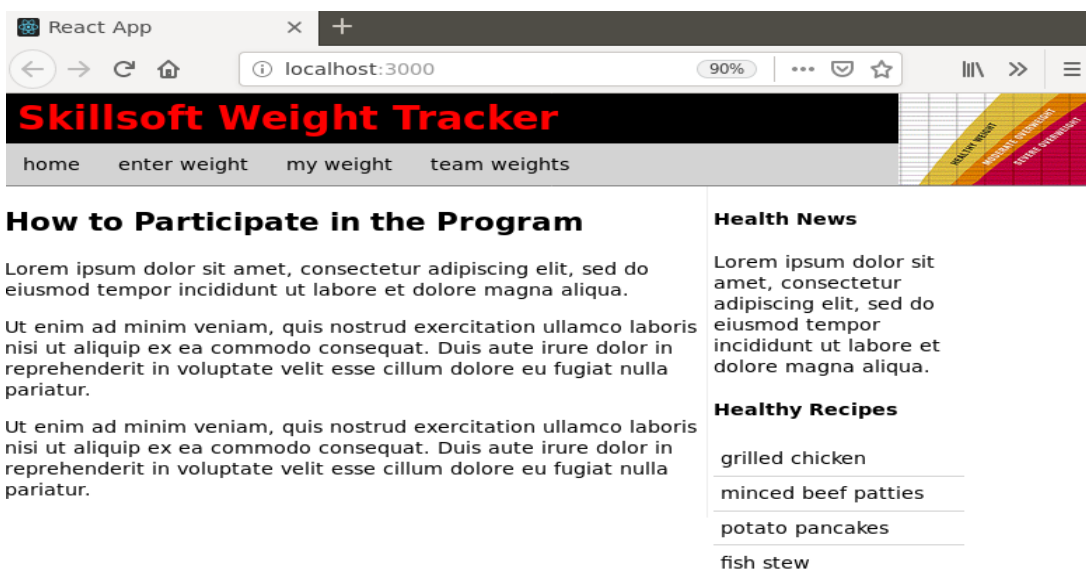 React App
localhost:3000
90%
Skillsoft Weight Tracker
home enter weight my weight team weights
HEALTHY WEIGHT
MODERATE OVERWEIGHT
SEVERE OVERWEIGHT
How to Participate in the Program
Lorem ipsum dolor sit amet, consectetur adipiscing elit, sed do
eiusmod tempor incididunt ut labore et dolore magna aliqua.
Ut enim ad minim veniam, quis nostrud exercitation ullamco laboris
nisi ut aliquip ex ea commodo consequat. Duis aute irure dolor in
reprehenderit in voluptate velit esse cillum dolore eu fugiat nulla
pariatur.
Ut enim ad minim veniam, quis nostrud exercitation ullamco laboris
nisi ut aliquip ex ea commodo consequat. Duis aute irure dolor in
reprehenderit in voluptate velit esse cillum dolore eu fugiat nulla
pariatur.
Health News
Lorem ipsum dolor sit
amet, consectetur
adipiscing elit, sed do
eiusmod tempor
incididunt ut labore et
dolore magna aliqua.
Healthy Recipes
grilled chicken
minced beef patties
potato pancakes
fish stew